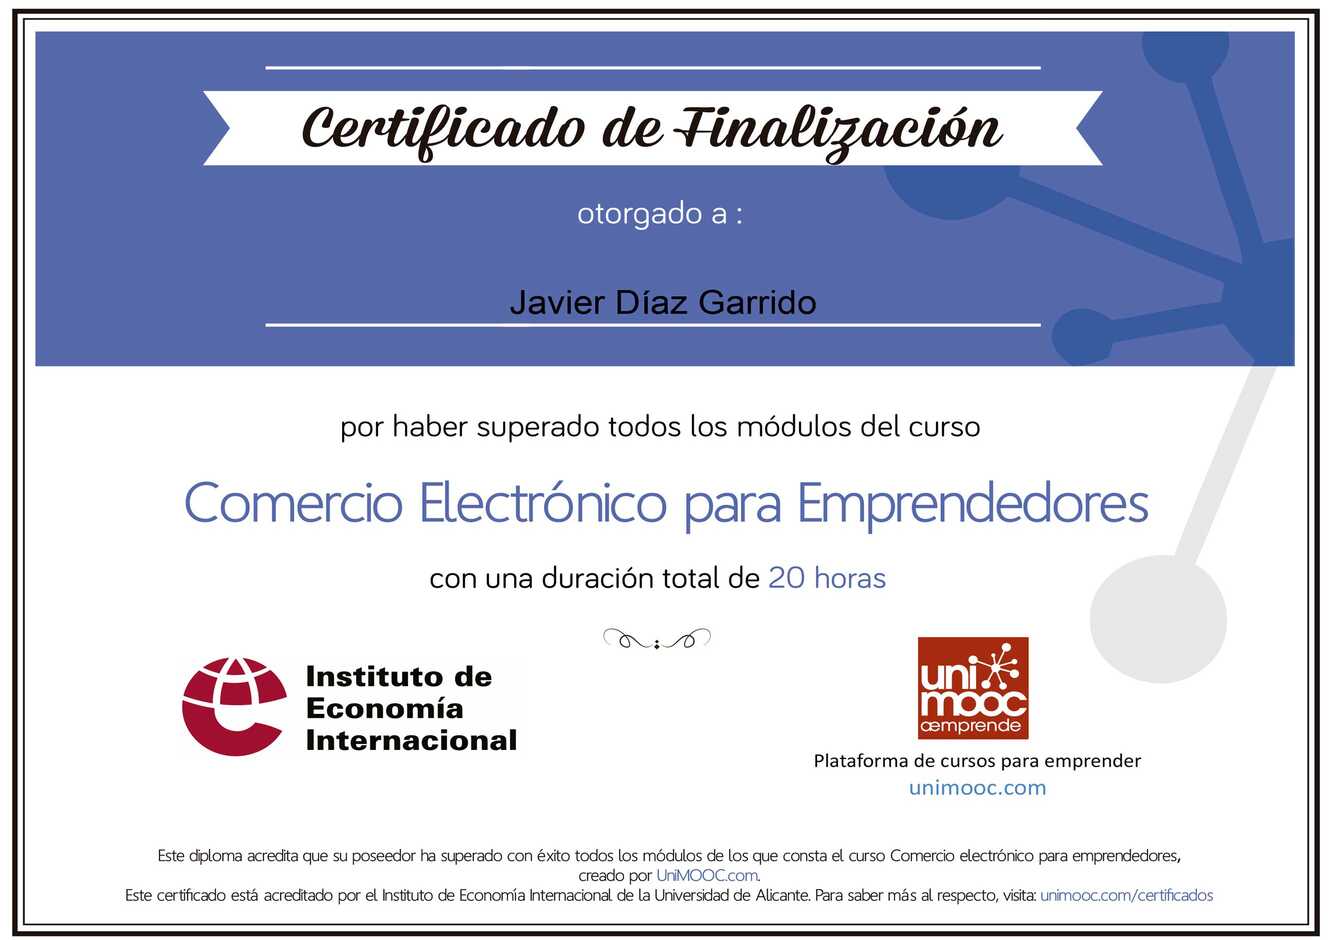 Certificado de Finalización
otorgado a :
Javier Díaz Garrido
por haber superado todos los módulos del curso
Comercio Electrónico para Emprendedores
con una duración total de 20 horas
Instituto de
Economía
Internacional
uni
mooc
æmprende
Plataforma de cursos para emprender
unimooc.com
Este diploma acredita que su poseedor ha superado con éxito todos los módulos de los que consta el curso Comercio electrónico para emprendedores,
creado por UniMOOC.com.
Este certificado está acreditado por el Instituto de Economía Internacional de la Universidad de Alicante. Para saber más al respecto, visita: unimooc.com/certificados